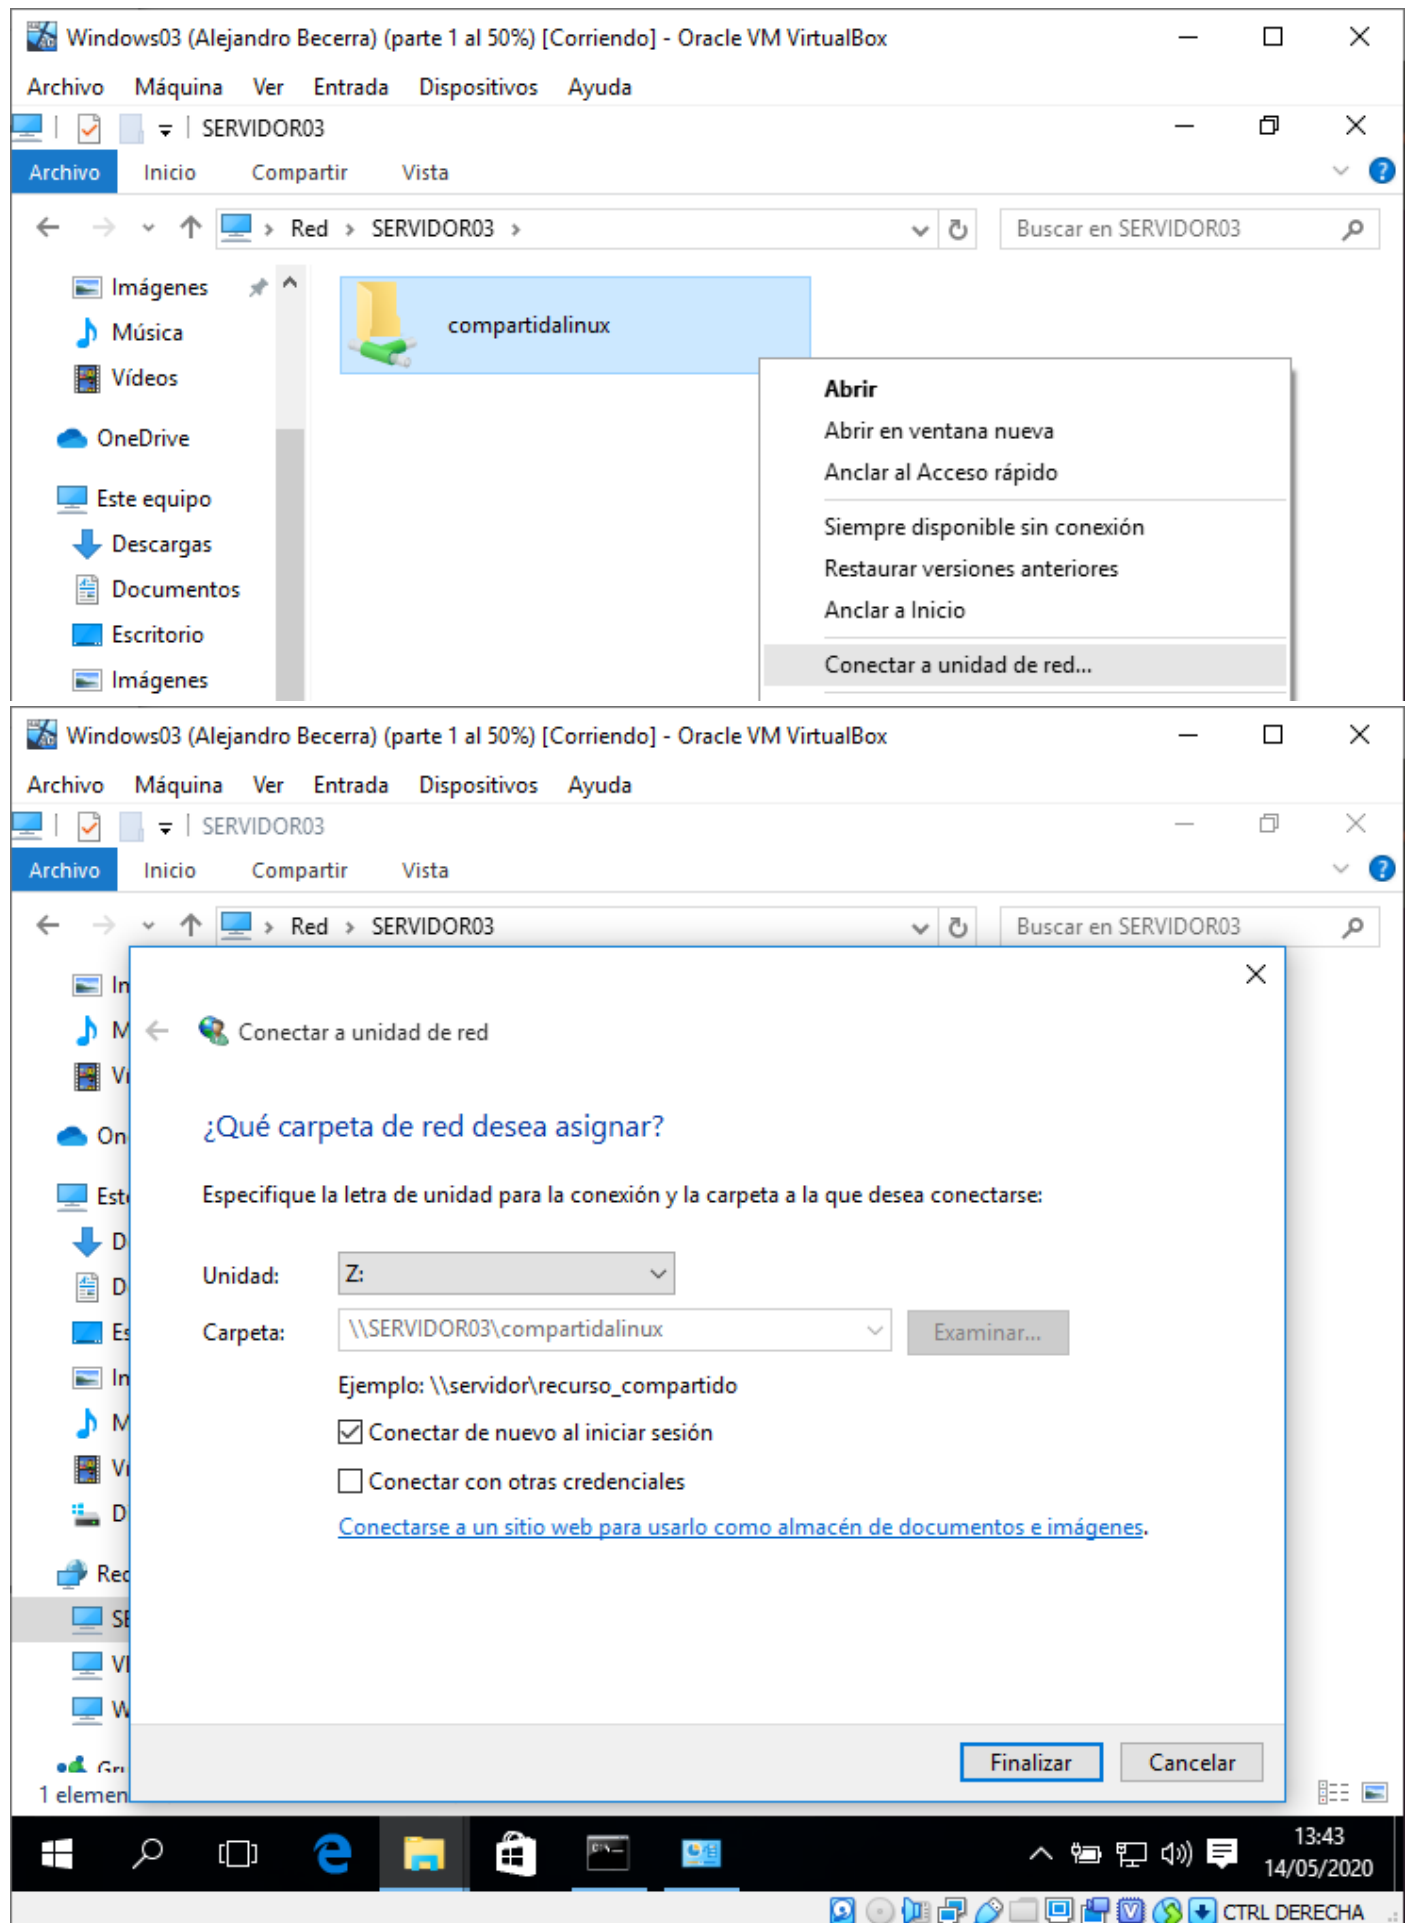 Windows03 (Alejandro Becerra) (parte 1 al 50%) [Corriendo] - Oracle VM VirtualBox
Archivo Máquina Ver Entrada Dispositivos Ayuda
SERVIDOR03
Archivo Inicio Compartir Vista
Red > SERVIDOR03 > Buscar en SERVIDOR03
Imágenes
Música
Vídeos
OneDrive
Este equipo
Descargas
Documentos
Escritorio
Imágenes
compartidalinux
Abrir
Abrir en ventana nueva
Anclar al Acceso rápido
Siempre disponible sin conexión
Restaurar versiones anteriores
Anclar a Inicio
Conectar a unidad de red...
Windows03 (Alejandro Becerra) (parte 1 al 50%) [Corriendo] - Oracle VM VirtualBox
Archivo Máquina Ver Entrada Dispositivos Ayuda
SERVIDOR03
Archivo Inicio Compartir Vista
Red > SERVIDOR03 Buscar en SERVIDOR03
Conectar a unidad de red
¿Qué carpeta de red desea asignar?
Especifique la letra de unidad para la conexión y la carpeta a la que desea conectarse:
Unidad: Z:
Carpeta: \\SERVIDOR03\compartidalinux Examinar...
Ejemplo: \\servidor\recurso_compartido
Conectar de nuevo al iniciar sesión
Conectar con otras credenciales
Conectarse a un sitio web para usarlo como almacén de documentos e imágenes.
Finalizar Cancelar
1 elemen
13:43
14/05/2020
CTRL DERECHA